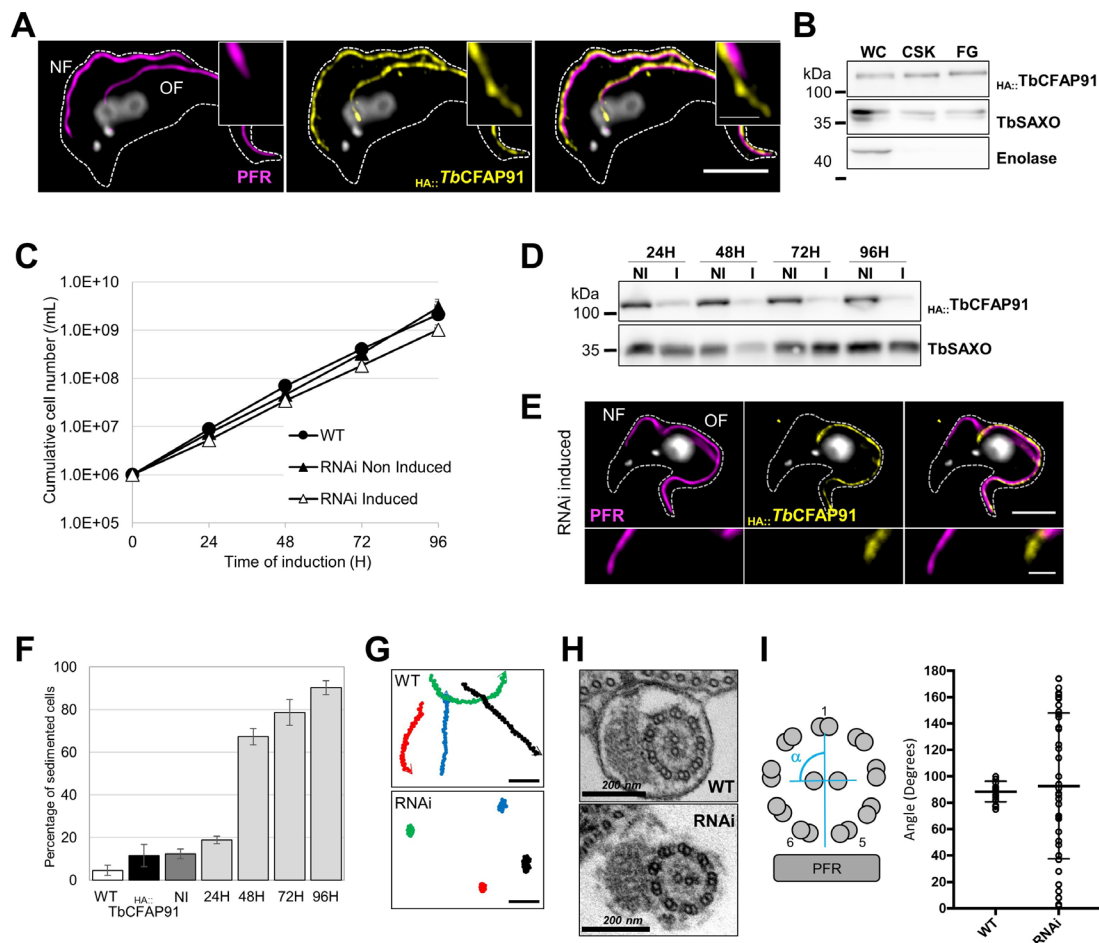 A
NF
OF
PFR
HA::TbCFAP91
B
WC CSK FG
kDa
100
HA::TbCFAP91
35
TbSAXO
40
Enolase
C
Cumulative cell number (/mL)
1.0E+10
1.0E+09
1.0E+08
1.0E+07
1.0E+06
1.0E+05
WT
RNAi Non Induced
RNAi Induced
0 24 48 72 96
Time of induction (H)
D
24H 48H 72H 96H
NI I NI I NI I NI I
kDa
100
HA::TbCFAP91
35
TbSAXO
E
RNAi induced
NF OF
PFR
HA::TbCFAP91
F
Percentage of sedimented cells
100
80
60
40
20
0
WT HA:: NI 24H 48H 72H 96H
TbCFAP91
G
WT
RNAi
H
200 nm
WT
RNAi
200 nm
I
1
α
6 5
PFR
Angle (Degrees)
180
160
140
120
100
80
60
40
20
0
WT
RNAi